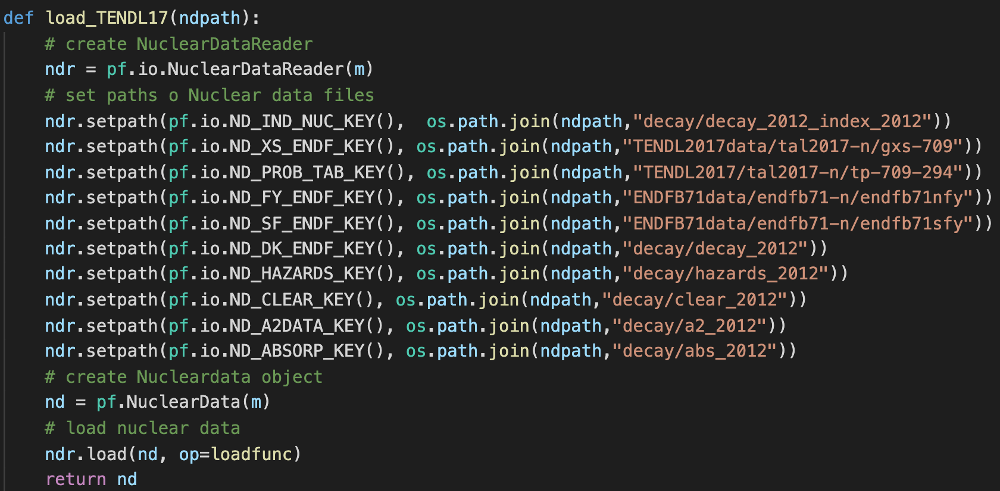 def load_TENDL17(ndpath):
    # create NuclearDataReader
    ndr = pf.io.NuclearDataReader(m)
    # set paths o Nuclear data files
    ndr.setpath(pf.io.ND_IND_NUC_KEY(),  os.path.join(ndpath,"decay/decay_2012_index_2012"))
    ndr.setpath(pf.io.ND_XS_ENDF_KEY(), os.path.join(ndpath,"TENDL2017data/tal2017-n/gxs-709"))
    ndr.setpath(pf.io.ND_PROB_TAB_KEY(), os.path.join(ndpath,"TENDL2017/tal2017-n/tp-709-294"))
    ndr.setpath(pf.io.ND_FY_ENDF_KEY(), os.path.join(ndpath,"ENDFB71data/endfb71-n/endfb71nfy"))
    ndr.setpath(pf.io.ND_SF_ENDF_KEY(), os.path.join(ndpath,"ENDFB71data/endfb71-n/endfb71sfy"))
    ndr.setpath(pf.io.ND_DK_ENDF_KEY(), os.path.join(ndpath,"decay/decay_2012"))
    ndr.setpath(pf.io.ND_HAZARDS_KEY(), os.path.join(ndpath,"decay/hazards_2012"))
    ndr.setpath(pf.io.ND_CLEAR_KEY(), os.path.join(ndpath,"decay/clear_2012"))
    ndr.setpath(pf.io.ND_A2DATA_KEY(), os.path.join(ndpath,"decay/a2_2012"))
    ndr.setpath(pf.io.ND_ABSORP_KEY(), os.path.join(ndpath,"decay/abs_2012"))
    # create Nucleardata object
    nd = pf.NuclearData(m)
    # load nuclear data
    ndr.load(nd, op=loadfunc)
    return nd